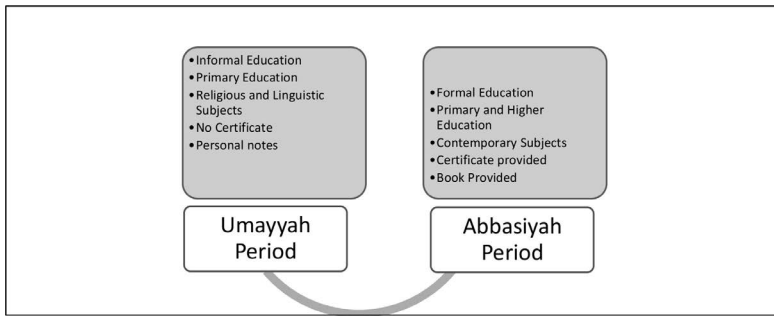 •Informal Education
•Primary Education
•Religious and Linguistic
Subjects
•No Certificate
•Personal notes
Umayyah
Period
•Formal Education
•Primary and Higher
Education
•Contemporary Subjects
•Certificate provided
•Book Provided
Abbasiyah
Period